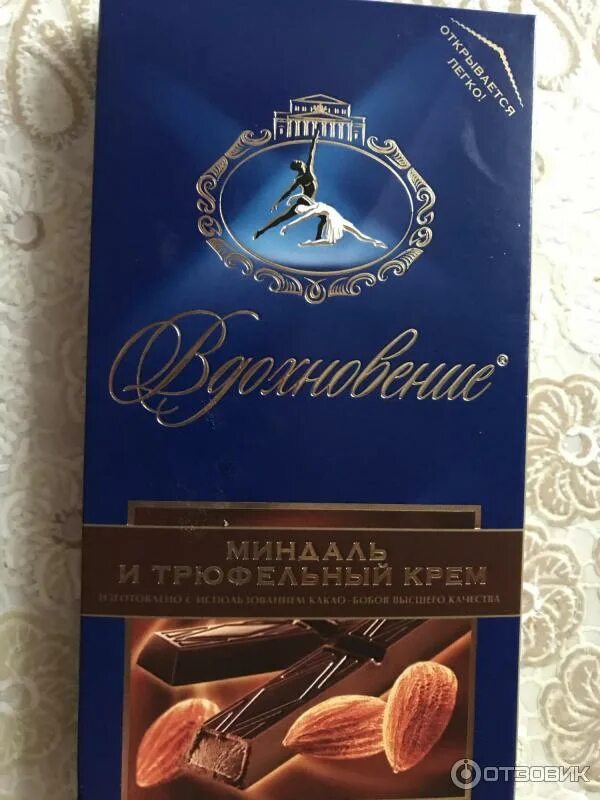 ОТКРЫВАЕТСЯ
ЛЕГКО!
Вдохновение®
МИНДАЛЬ
И ТРЮФЕЛЬНЫЙ КРЕМ
ИЗГОТОВЛЕНО С ИСПОЛЬЗОВАНИЕМ КАКАО-БОБОВ ВЫСШЕГО КАЧЕСТВА
ОТЗОВИК